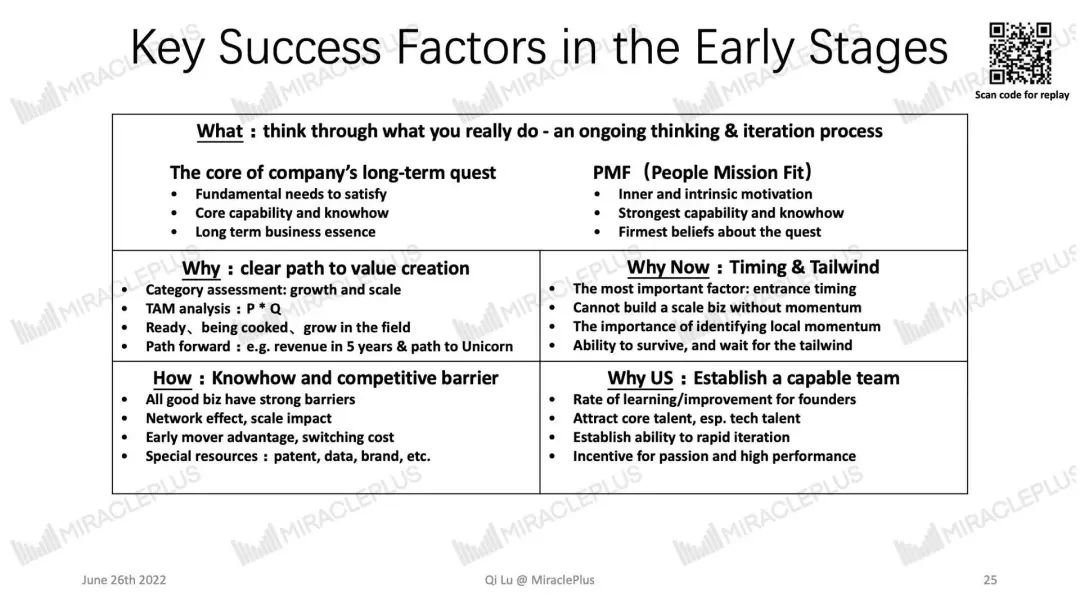 Key Success Factors in the Early Stages
Scan code for replay
What：think through what you really do - an ongoing thinking & iteration process
The core of company’s long-term quest
• Fundamental needs to satisfy
• Core capability and knowhow
• Long term business essence
PMF（People Mission Fit）
• Inner and intrinsic motivation
• Strongest capability and knowhow
• Firmest beliefs about the quest
Why：clear path to value creation
• Category assessment: growth and scale
• TAM analysis：P * Q
• Ready、being cooked、grow in the field
• Path forward：e.g. revenue in 5 years & path to Unicorn
Why Now：Timing & Tailwind
• The most important factor: entrance timing
• Cannot build a scale biz without momentum
• The importance of identifying local momentum
• Ability to survive, and wait for the tailwind
How：Knowhow and competitive barrier
• All good biz have strong barriers
• Network effect, scale impact
• Early mover advantage, switching cost
• Special resources：patent, data, brand, etc.
Why US：Establish a capable team
• Rate of learning/improvement for founders
• Attract core talent, esp. tech talent
• Establish ability to rapid iteration
• Incentive for passion and high performance
MIRACLEPLUS
June 26th 2022
Qi Lu @ MiraclePlus
25